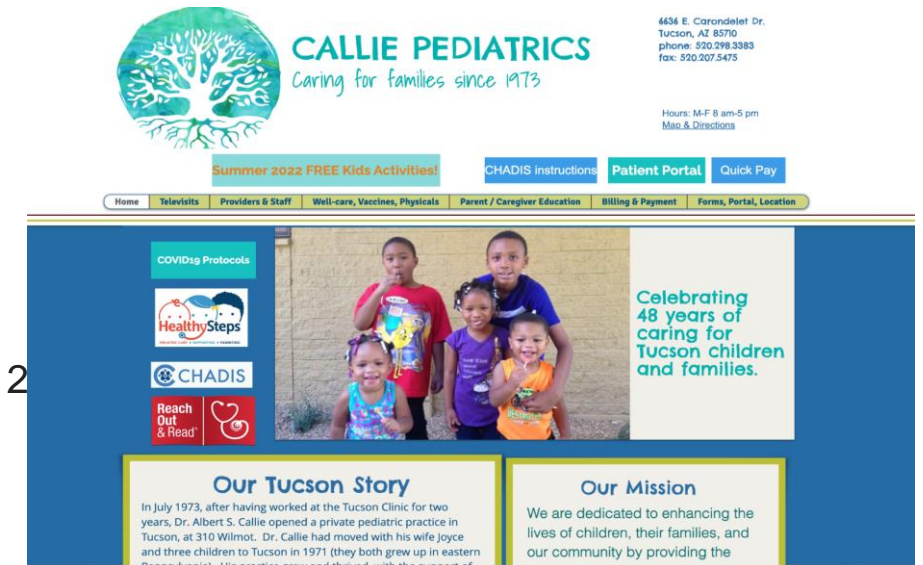 CALLIE PEDIATRICS
Caring for families since 1973
6636 E. Carondelet Dr.
Tucson, AZ 85710
phone: 520.298.3383
fax: 520.207.5475
Hours: M-F 8 am-5 pm
Map & Directions
Summer 2022 FREE Kids Activities!
CHADIS instructions
Patient Portal
Quick Pay
Home
Televisits
Providers & Staff
Well-care, Vaccines, Physicals
Parent / Caregiver Education
Billing & Payment
Forms, Portal, Location
COVID19 Protocols
HealthySteps
CHADIS
Reach
Out
& Read
Celebrating
48 years of
caring for
Tucson children
and families.
2
Our Tucson Story
In July 1973, after having worked at the Tucson Clinic for two
years, Dr. Albert S. Callie opened a private pediatric practice in
Tucson, at 310 Wilmot. Dr. Callie had moved with his wife Joyce
and three children to Tucson in 1971 (they both grew up in eastern
Our Mission
We are dedicated to enhancing the
lives of children, their families, and
our community by providing the